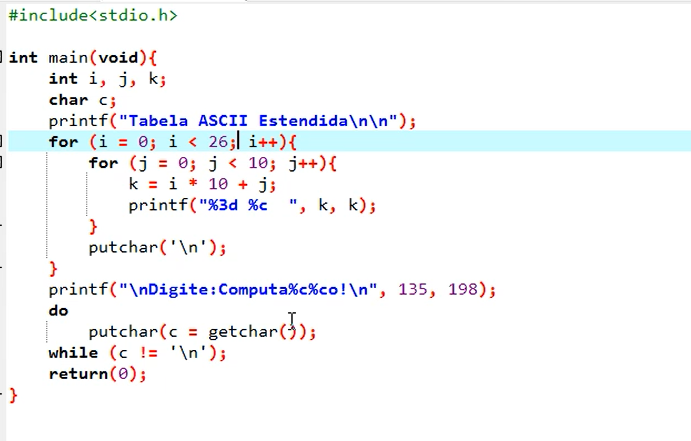 #include<stdio.h>
int main(void){
    int i, j, k;
    char c;
    printf("Tabela ASCII Estendida\n\n");
    for (i = 0; i < 26; i++){
        for (j = 0; j < 10; j++){
            k = i * 10 + j;
            printf("%3d %c  ", k, k);
        }
        putchar('\n');
    }
    printf("\nDigite:Computa%c%co!\n", 135, 198);
    do
        putchar(c = getchar());
    while (c != '\n');
    return(0);
}